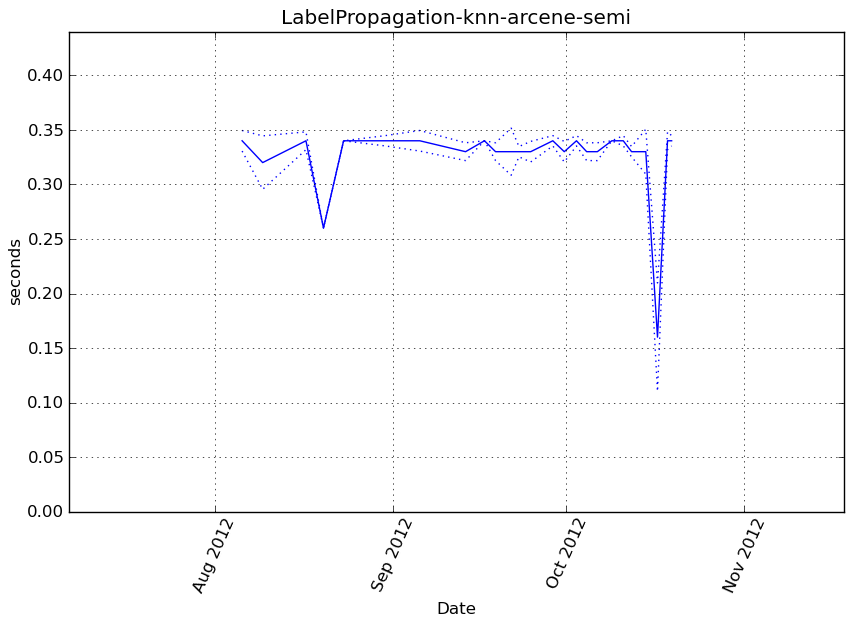 LabelPropagation-knn-arcene-semi
0.40
0.35
0.30
0.25
0.20
0.15
0.10
0.05
0.00
seconds
Aug 2012
Sep 2012
Oct 2012
Nov 2012
Date